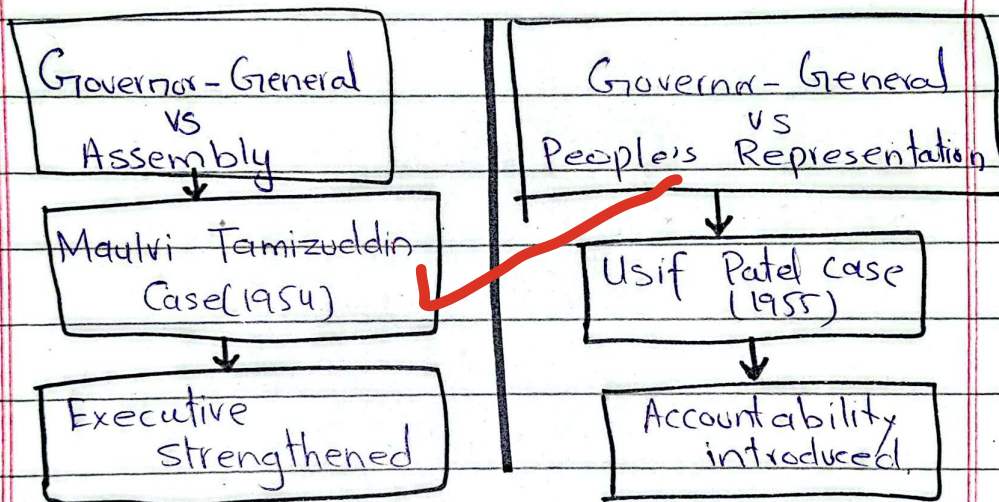 Governor-General
vs
Assembly
Maulvi Tamizueldin
Case(1954)
Executive
strengthened
Governor-General
vs
People's Representation
Usif Patel case
(1955)
Accountability
introduced.